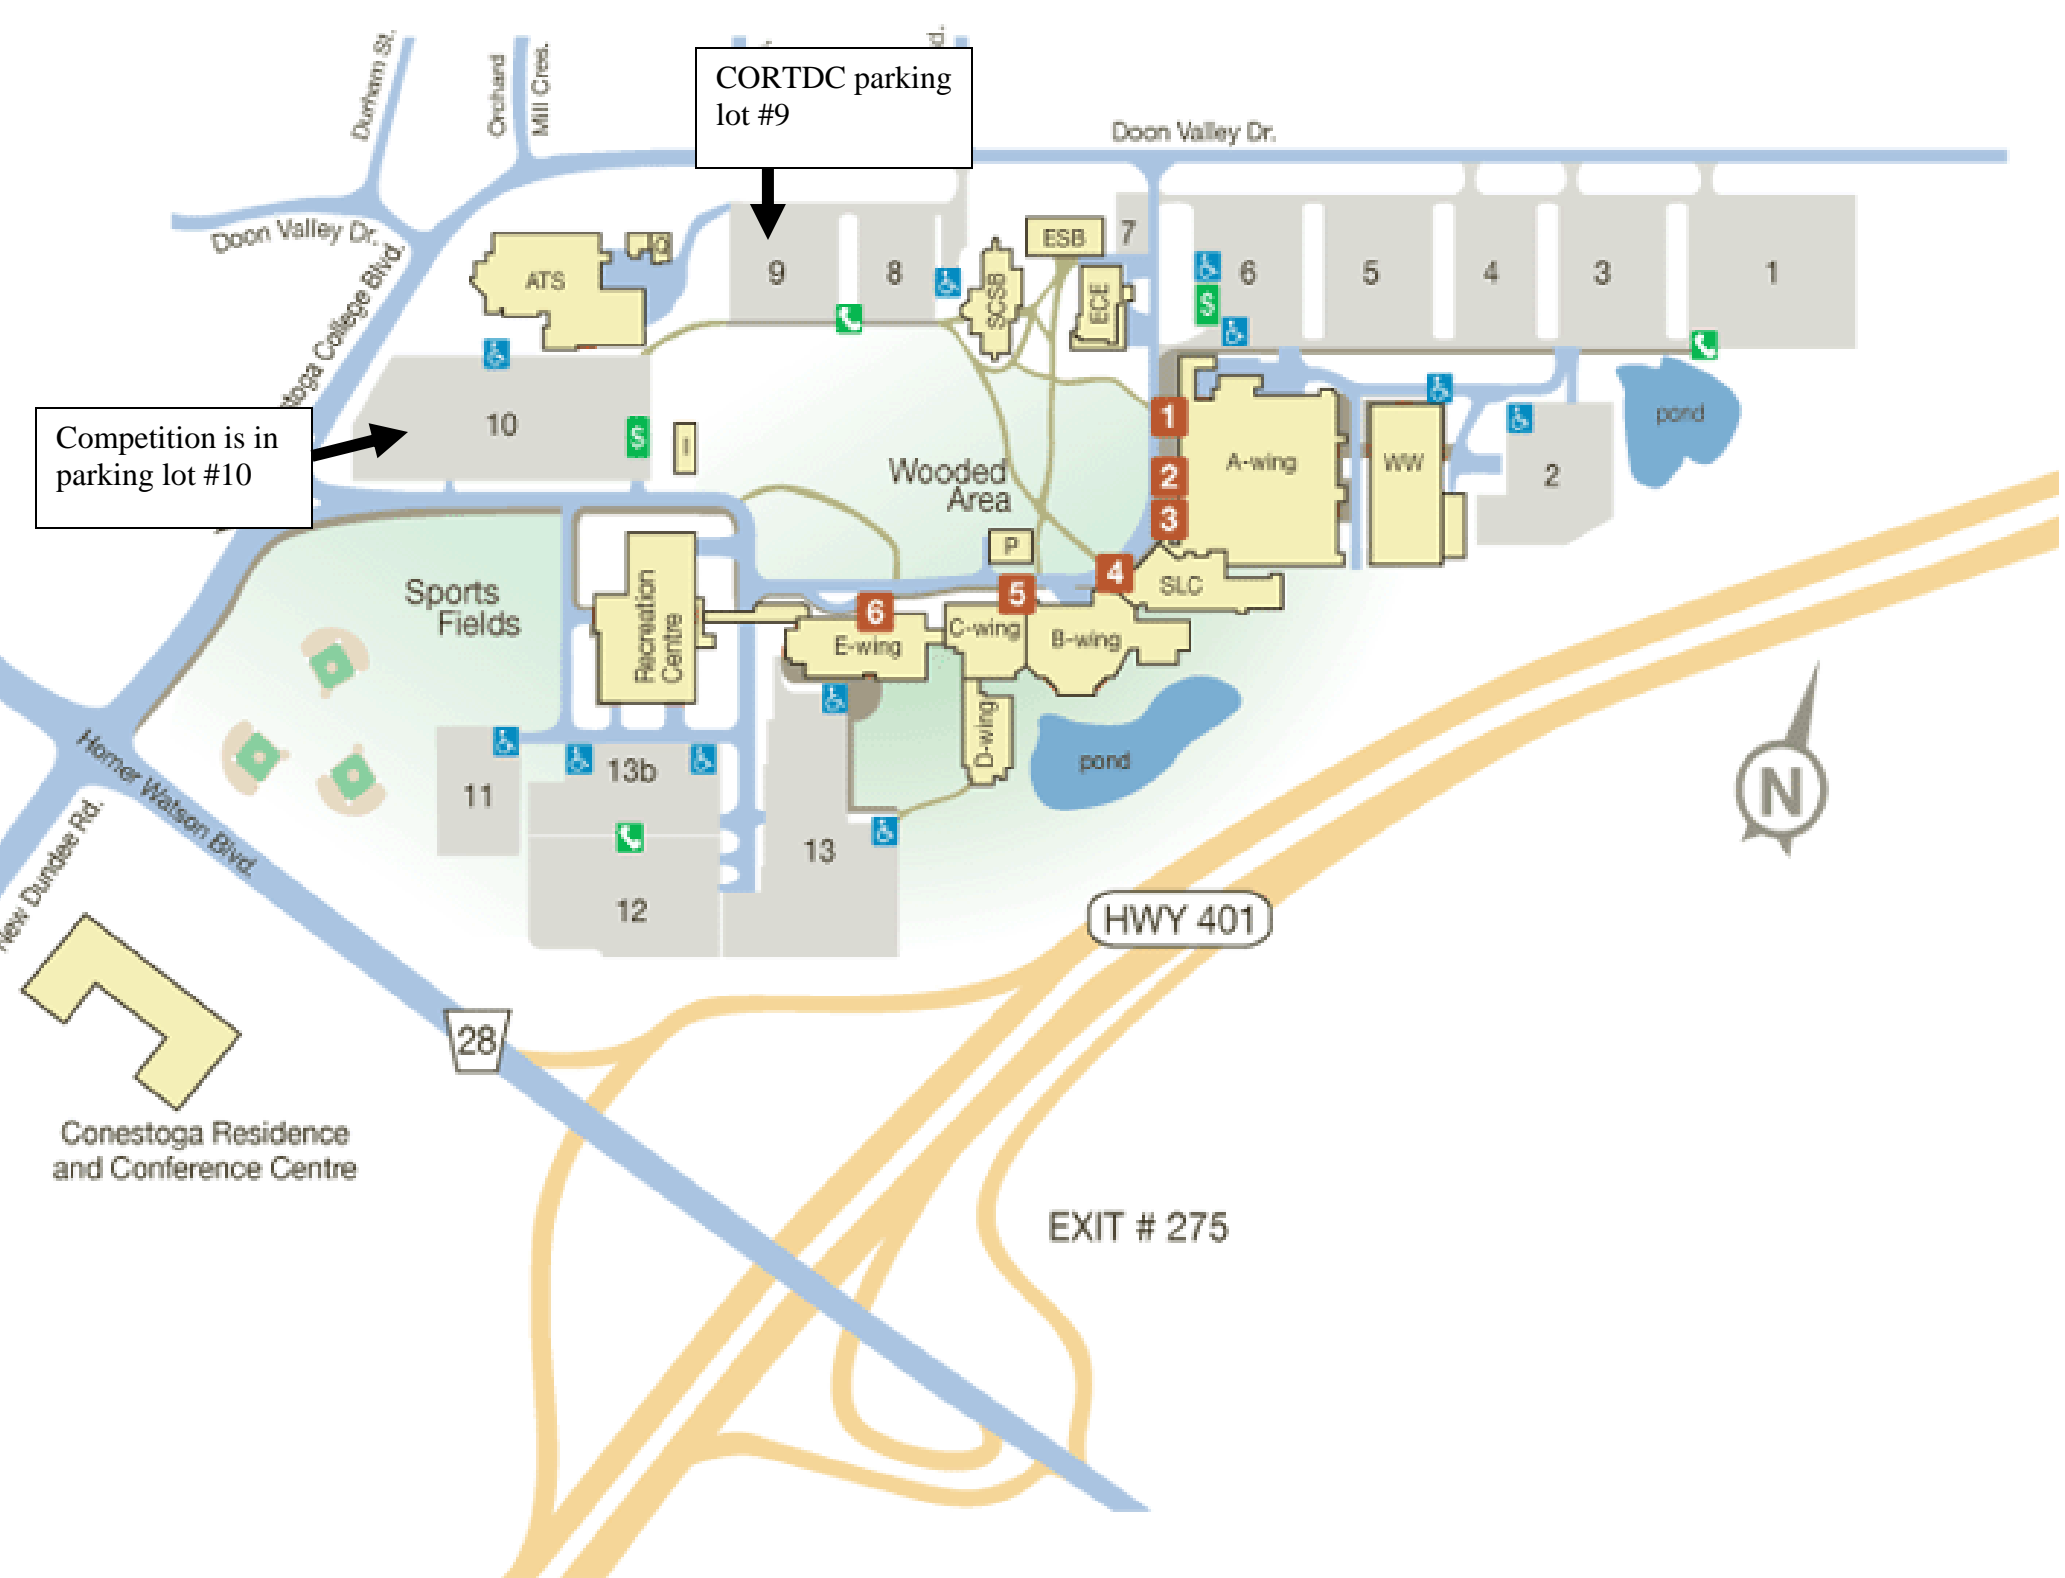 Durham St.
Orchard
Mill Cres.
d.
CORTDC parking
lot #9
Doon Valley Dr.
Doon Valley Dr.
stoga College Blvd.
Competition is in
parking lot #10
ATS
Q
9
8
SCSB
ESB
ECE
7
6
5
4
3
1
S
10
S
I
Wooded
Area
1
2
3
A-wing
WW
2
pond
P
4
5
6
SLC
Sports
Fields
Recreation
Centre
E-wing
C-wing
B-wing
D-wing
pond
11
13b
12
13
Homer Watson Blvd.
New Dundee Rd.
N
HWY 401
28
Conestoga Residence
and Conference Centre
EXIT # 275